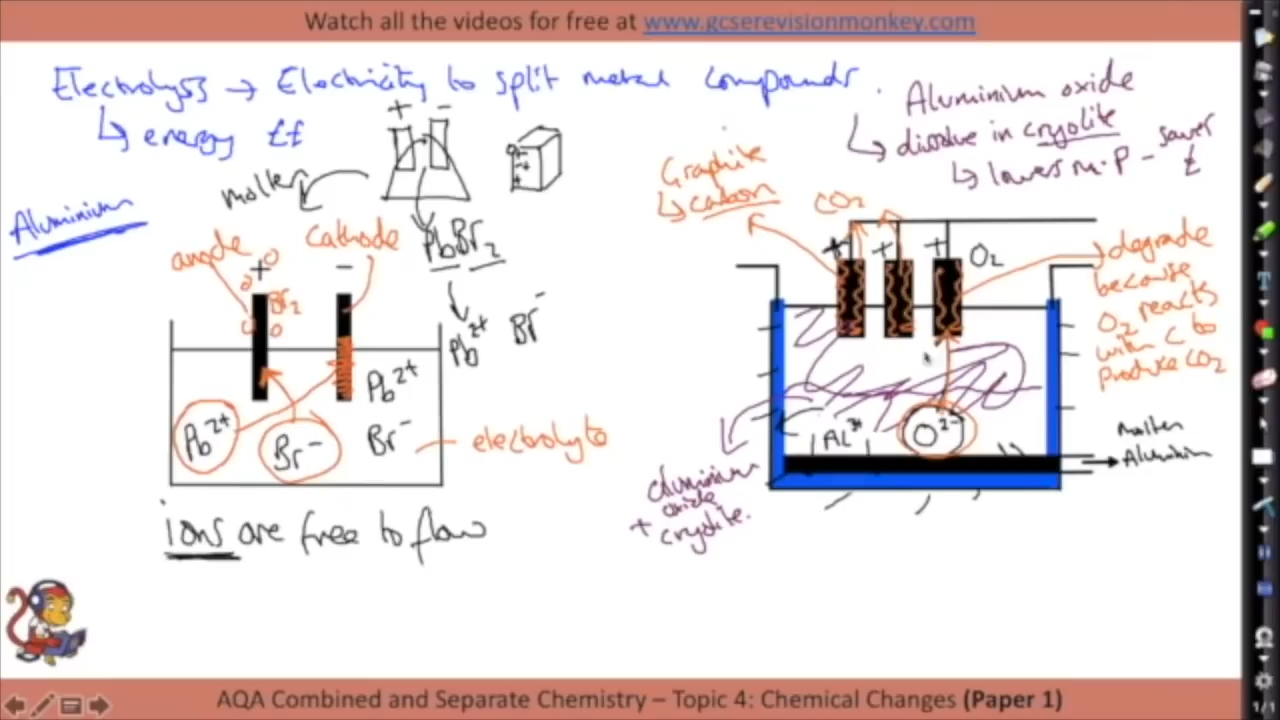 Watch all the videos for free at www.gcserevisionmonkey.com
Electrolysis → Electricity to split metal compounds.
↳ energy ££
Aluminium
+ -
molten
PbBr2
Pb2+ Br-
anode
cathode
+
-
Br2
Pb2+
Br-
Pb2+
Br-
electrolyte
ions are free to flow
Aluminium oxide
↳ dissolve in cryolite
↳ lowers m.p - saves
£
Graphite
↳ carbon
CO2
+ + +
O2
degrade
because
O2 reacts
with C to
produce CO2
Al3+
O2-
Molten
Aluminium
aluminium
oxide
+ cryolite.
AQA Combined and Separate Chemistry – Topic 4: Chemical Changes (Paper 1)
1/1